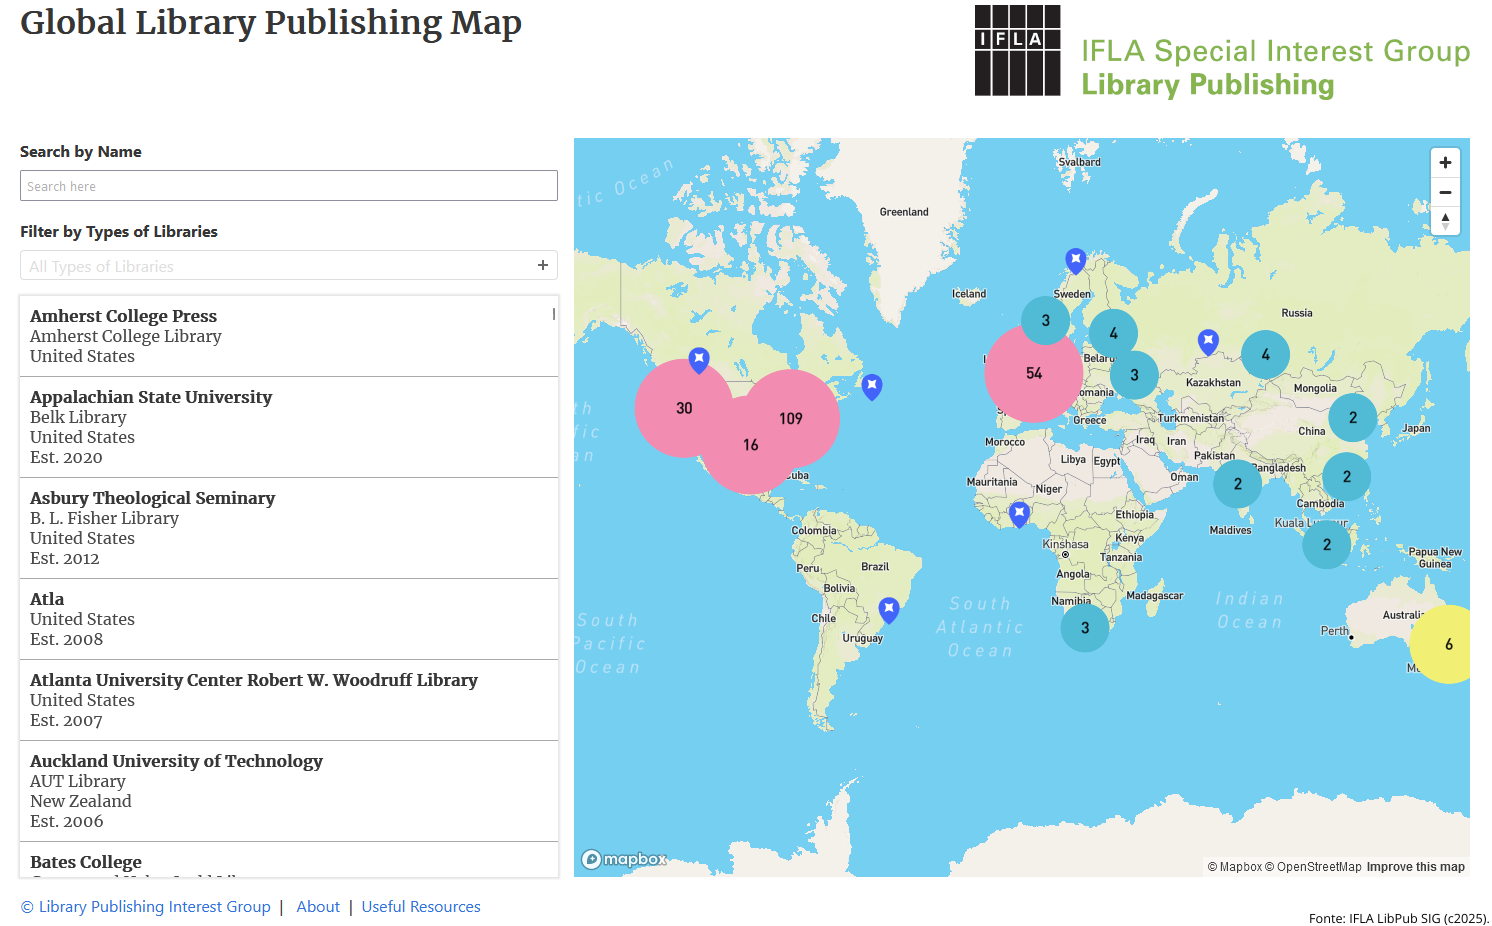 Global Library Publishing Map
IFLA
IFLA Special Interest Group
Library Publishing
Search by Name
Search here
Filter by Types of Libraries
All Types of Libraries +
Amherst College Press
Amherst College Library
United States
Appalachian State University
Belk Library
United States
Est. 2020
Asbury Theological Seminary
B. L. Fisher Library
United States
Est. 2012
Atla
United States
Est. 2008
Atlanta University Center Robert W. Woodruff Library
United States
Est. 2007
Auckland University of Technology
AUT Library
New Zealand
Est. 2006
Bates College
tic Ocean
Svalbard
Greenland
Iceland
Sweden
Russia
3
4
4
Belaru
54
3
Kazakhstan
Mongolia
omania
30
109
16
Greece
Turkmenistan
2
China
Japan
Morocco
Iraq
Iran
Libya
Egypt
Pakistan
Bangladesh
uba
Mauritania
Niger
Oman
2
2
Cambodia
Colombia
Ethiopia
Maldives
Kuala Lumpur
Kinshasa
Kenya
2
Tanzania
Papua New
Guinea
Peru
Brazil
Angola
Bolivia
Namibia
Madagascar
Chile
Uruguay
3
Australia
Perth
6
South
Pacific
Ocean
South
Atlantic
Ocean
Indian
Ocean
mapbox
© Mapbox © OpenStreetMap Improve this map
© Library Publishing Interest Group | About | Useful Resources
Fonte: IFLA LibPub SIG (c2025).